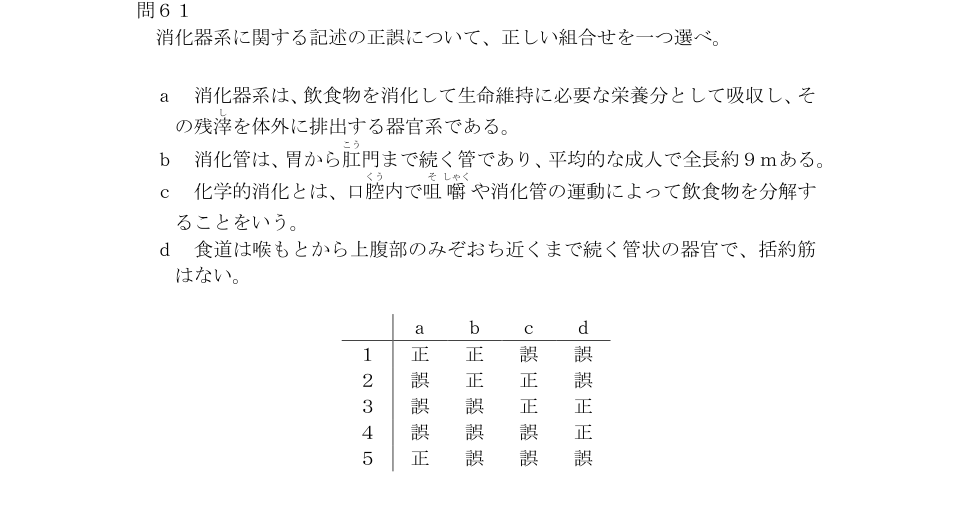 問６１
消化器系に関する記述の正誤について、正しい組合せを一つ選べ。
ａ　消化器系は、飲食物を消化して生命維持に必要な栄養分として吸収し、そ
し
の残滓を体外に排出する器官系である。
こう
ｂ　消化管は、胃から肛門まで続く管であり、平均的な成人で全長約９ｍある。
くう　そ　しゃく
ｃ　化学的消化とは、口腔内で咀嚼や消化管の運動によって飲食物を分解す
ることをいう。
ｄ　食道は喉もとから上腹部のみぞおち近くまで続く管状の器官で、括約筋
はない。
ａ　ｂ　ｃ　ｄ
１　正　正　誤　誤
２　誤　正　正　誤
３　誤　誤　正　正
４　誤　誤　誤　正
５　正　誤　誤　誤